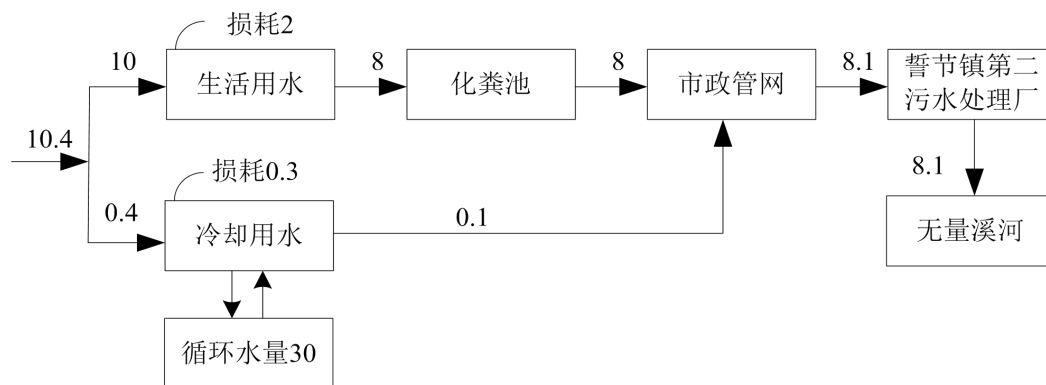 损耗2
10
生活用水
8
化粪池
8
市政管网
8.1
誓节镇第二
污水处理厂
10.4
损耗0.3
8.1
0.4
冷却用水
0.1
无量溪河
循环水量30